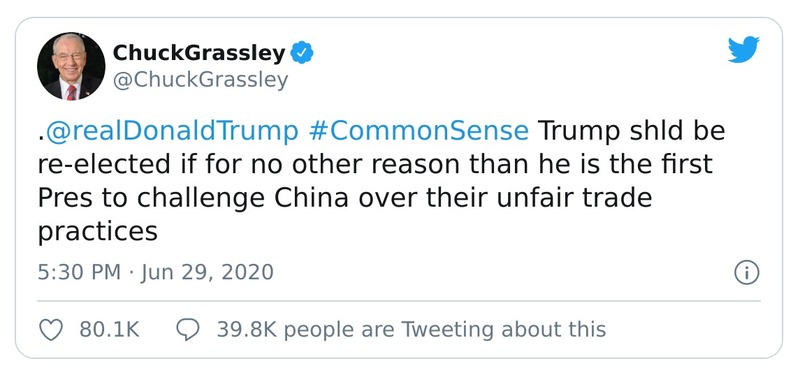 ChuckGrassley
@ChuckGrassley
.@realDonaldTrump #CommonSense Trump shld be
re-elected if for no other reason than he is the first
Pres to challenge China over their unfair trade
practices
5:30 PM · Jun 29, 2020
80.1K 39.8K people are Tweeting about this